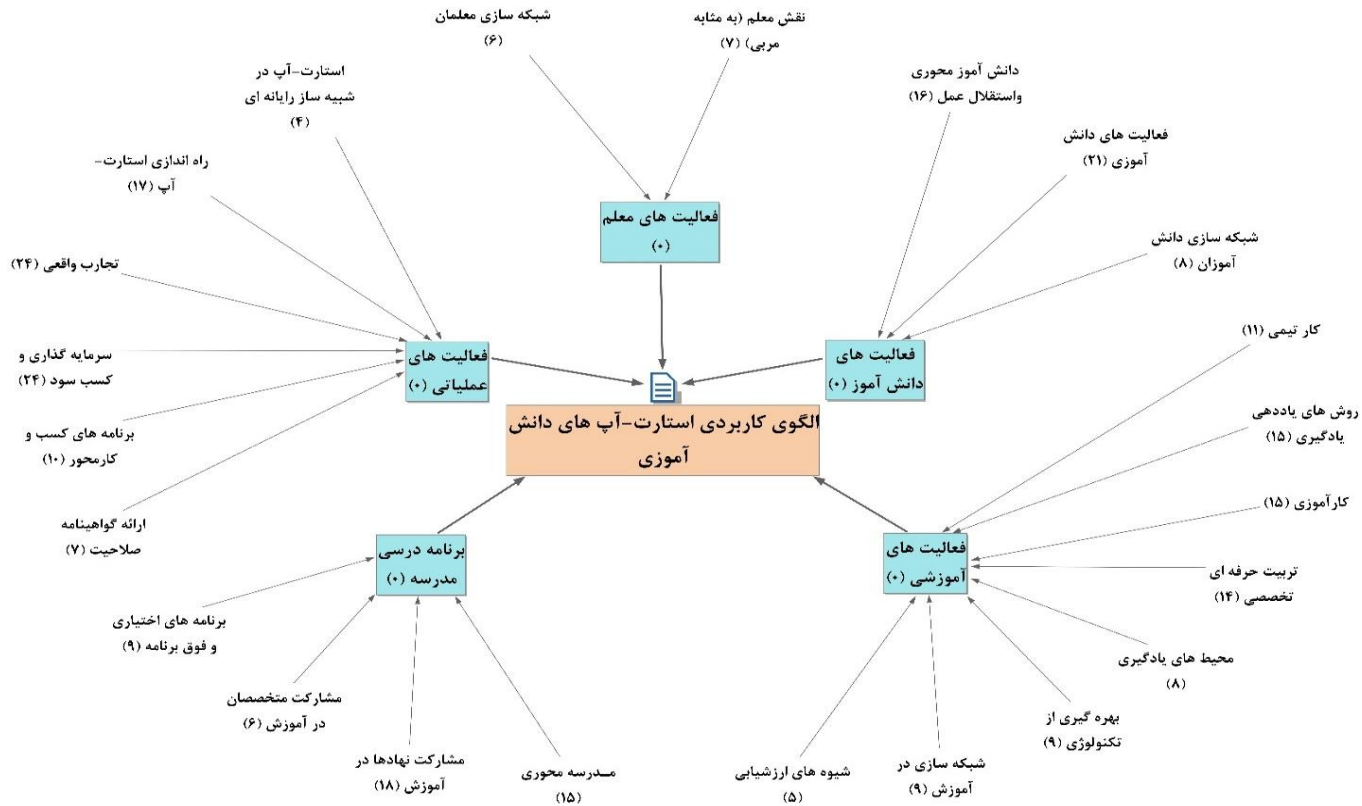 نقش معلم (به مثابه
مربی) (۷)
شبکه سازی معلمان
(۶)
فعالیت های معلم
(۰)
دانش آموز محوری
واستقلال عمل (۱۶)
فعالیت های دانش
آموزی (۲۱)
شبکه سازی دانش
آموزان (۸)
فعالیت های
دانش آموز (۰)
استارت-آپ در
شبیه ساز رایانه ای
(۴)
راه اندازی استارت-
آپ (۱۷)
تجارب واقعی (۲۴)
سرمایه گذاری و
کسب سود (۲۴)
برنامه های کسب و
کارمحور (۱۰)
ارائه گواهینامه
صلاحیت (۷)
فعالیت های
عملیاتی (۰)
الگوی کاربردی استارت-آپ های دانش
آموزی
کار تیمی (۱۱)
روش های یاددهی
یادگیری (۱۵)
کارآموزی (۱۵)
تربیت حرفه ای
تخصصی (۱۴)
محیط های یادگیری
(۸)
بهره گیری از
تکنولوژی (۹)
شبکه سازی در
آموزش (۹)
شیوه های ارزشیابی
(۵)
فعالیت های
آموزشی (۰)
برنامه درسی
مدرسه (۰)
برنامه های اختیاری
و فوق برنامه (۹)
مشارکت متخصصان
در آموزش (۶)
مشارکت نهادها در
آموزش (۱۸)
مـدرسه محوری
(۱۵)